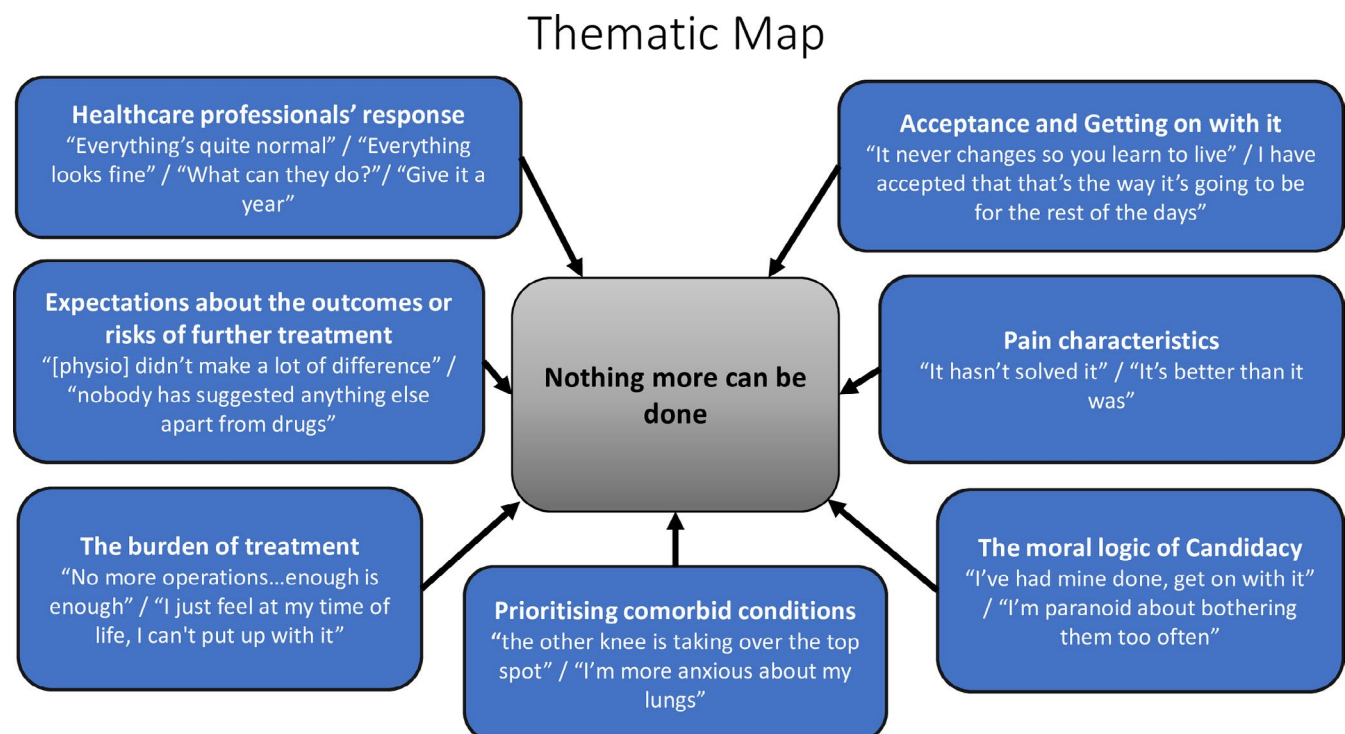 Thematic Map
Healthcare professionals’ response
“Everything’s quite normal” / “Everything
looks fine” / “What can they do?”/ “Give it a
year”
Acceptance and Getting on with it
“It never changes so you learn to live” / I have
accepted that that’s the way it’s going to be
for the rest of the days”
Expectations about the outcomes or
risks of further treatment
“[physio] didn’t make a lot of difference” /
“nobody has suggested anything else
apart from drugs”
Nothing more can be
done
Pain characteristics
“It hasn’t solved it” / “It’s better than it
was”
The burden of treatment
“No more operations...enough is
enough” / “I just feel at my time of
life, I can't put up with it”
Prioritising comorbid conditions
“the other knee is taking over the top
spot” / “I’m more anxious about my
lungs”
The moral logic of Candidacy
“I’ve had mine done, get on with it”
/ “I’m paranoid about bothering
them too often”